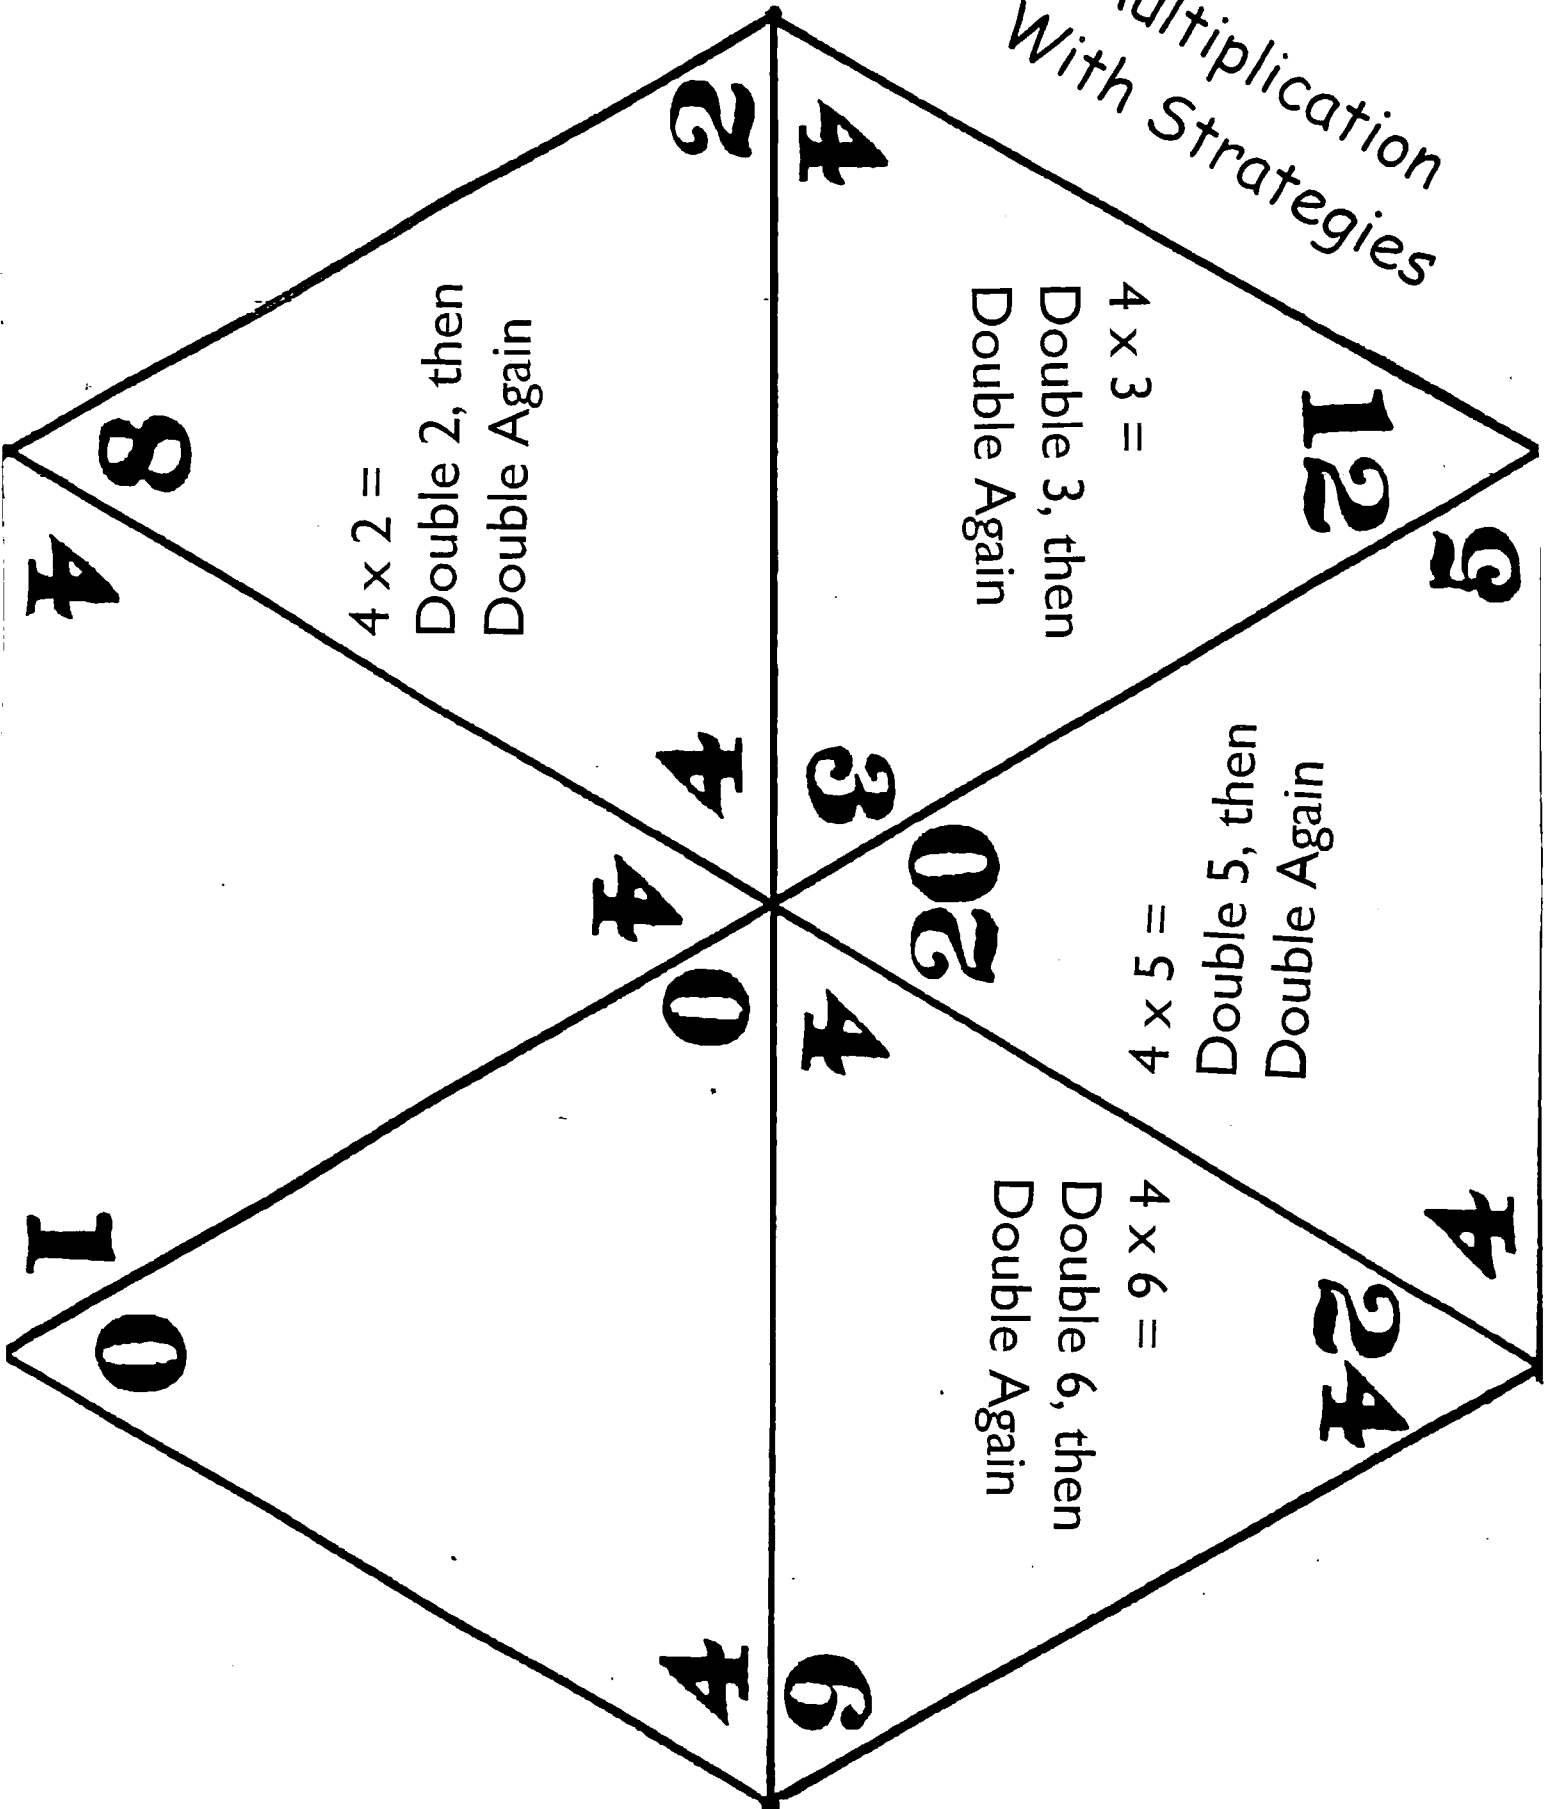 With Strategies
4
12
3
4 x 3 =
Double 3, then
Double Again
2
8
4
4 x 2 =
Double 2, then
Double Again
5
20
4
4 x 5 =
Double 5, then
Double Again
4
24
6
4 x 6 =
Double 6, then
Double Again
4
4
1
0
0
4